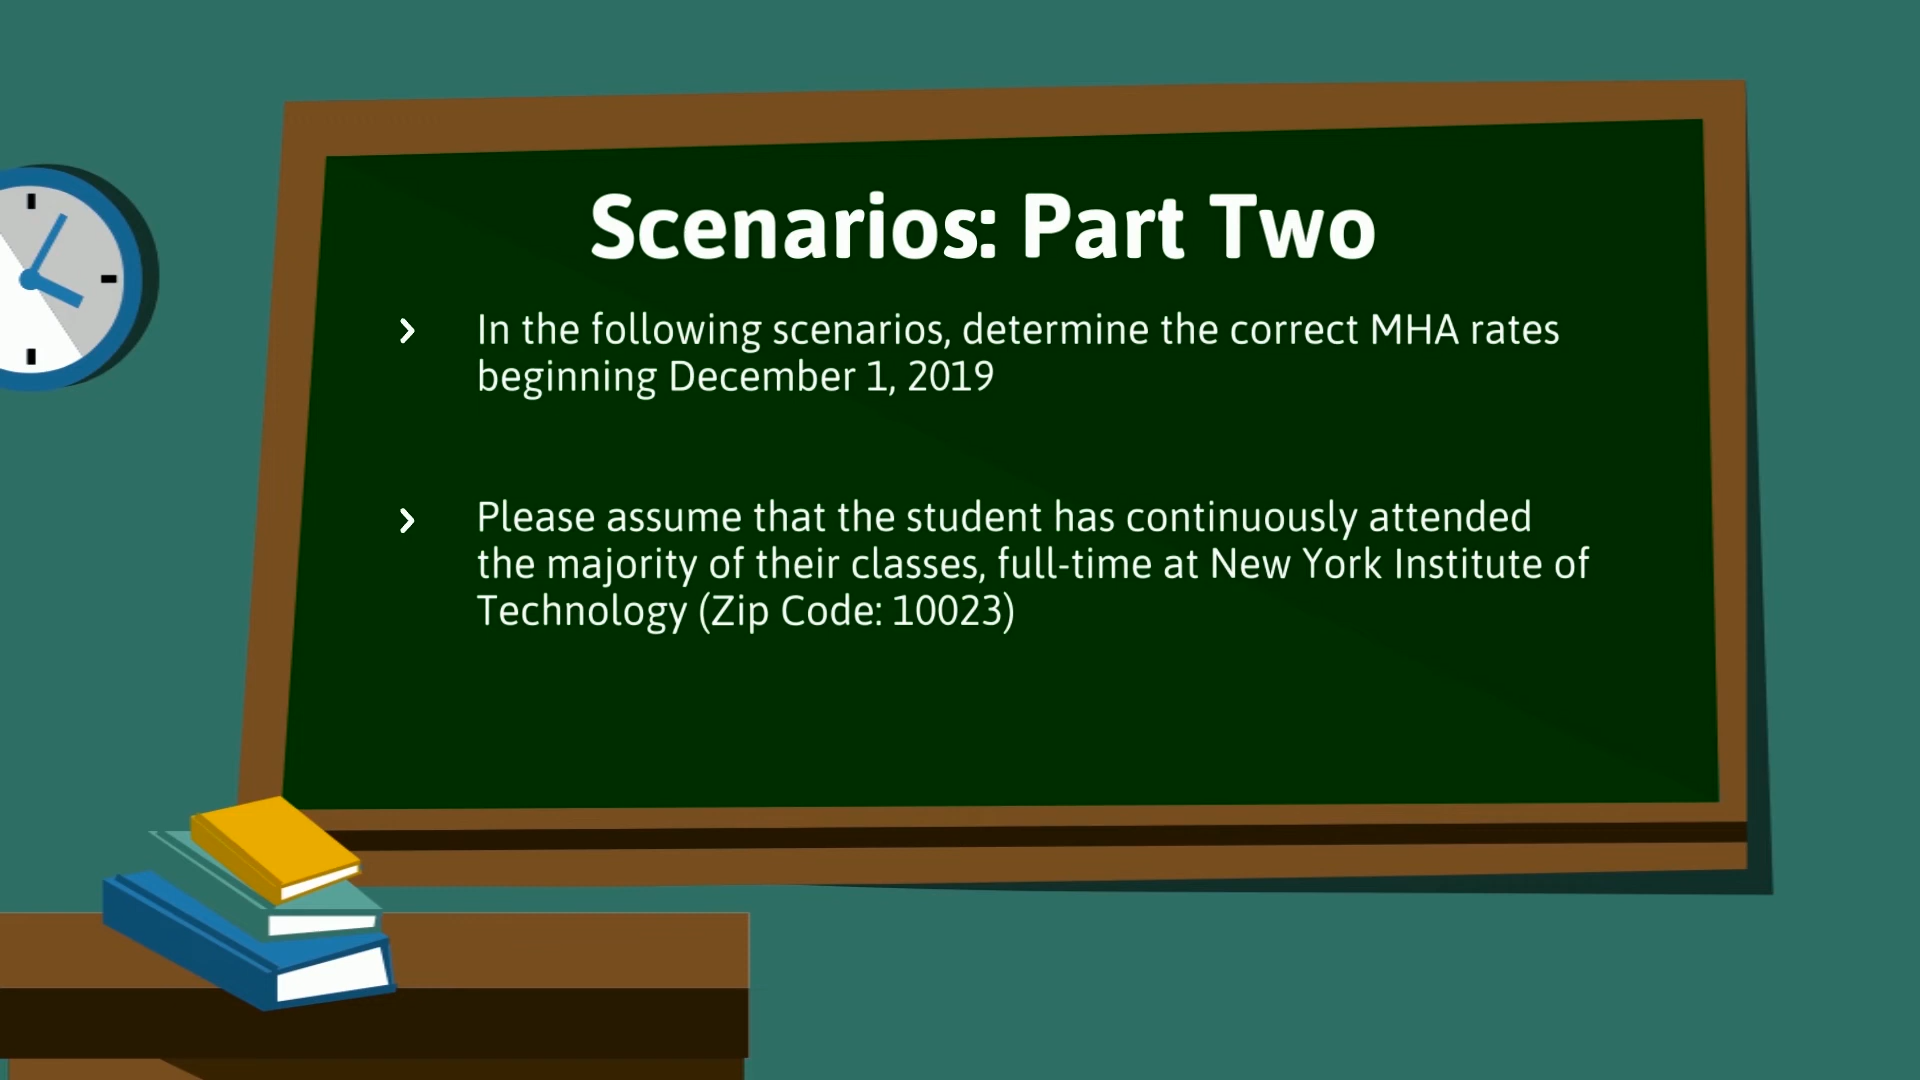 Scenarios: Part Two
In the following scenarios, determine the correct MHA rates
beginning December 1, 2019
Please assume that the student has continuously attended
the majority of their classes, full-time at New York Institute of
Technology (Zip Code: 10023)